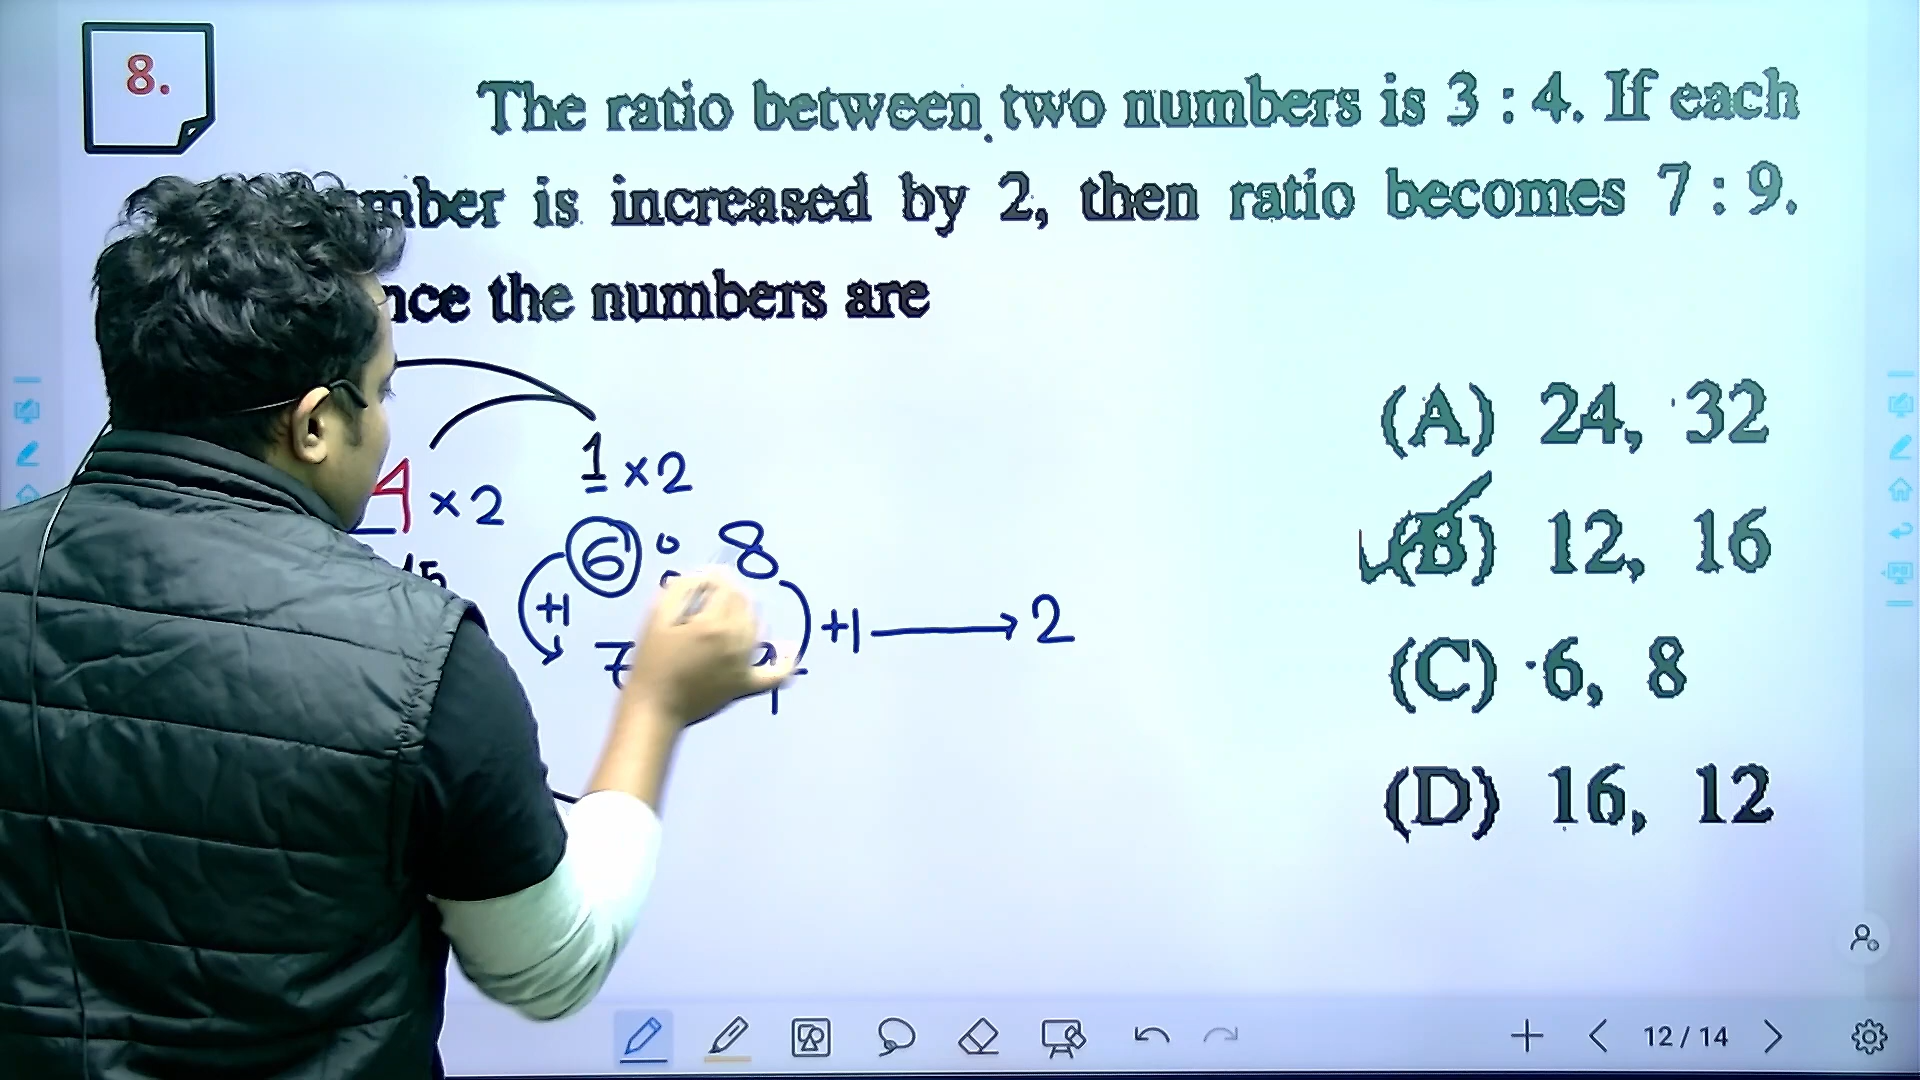 8.
The ratio between two numbers is 3 : 4. If each
mber is increased by 2, then ratio becomes 7 : 9.
nce the numbers are
(A) 24, 32
(B) 12, 16
(C) 6, 8
(D) 16, 12
4 × 2
1 × 2
6 : 8
+1
7
+1 → 2
12 / 14